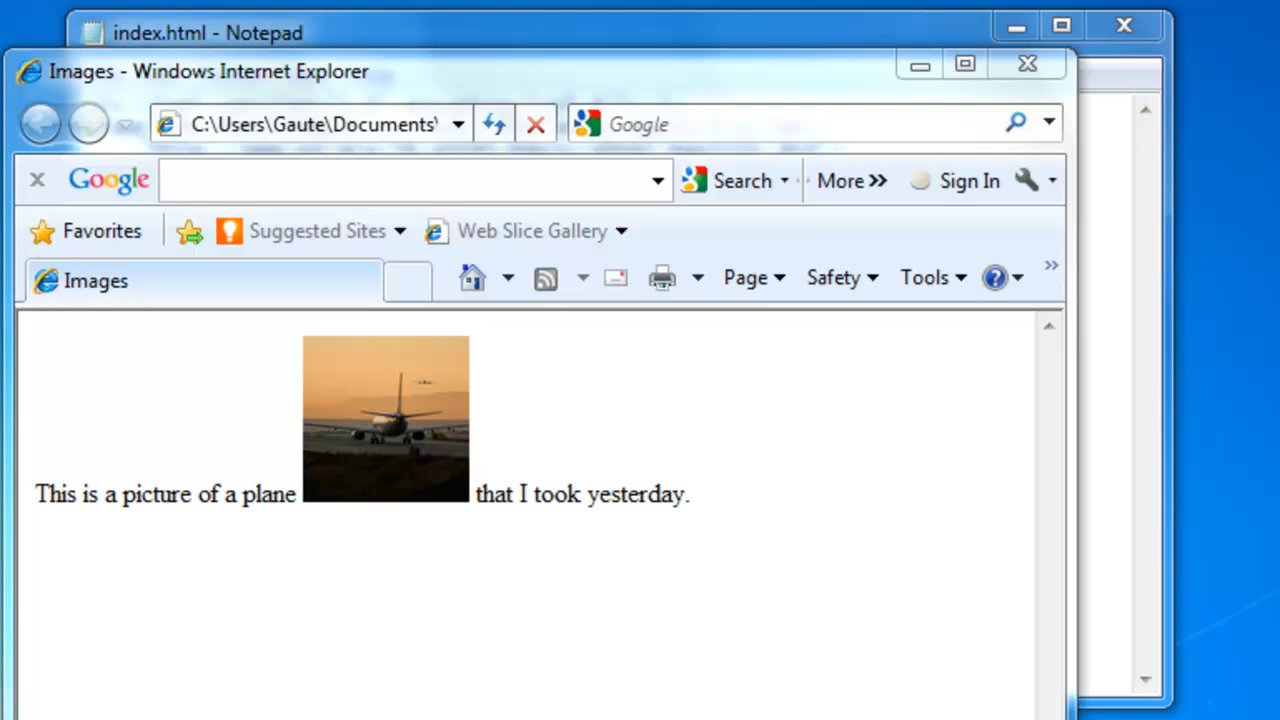 index.html - Notepad
Images - Windows Internet Explorer
C:\Users\Gaute\Documents\ Google
Google Search More Sign In
Favorites Suggested Sites Web Slice Gallery
Images Page Safety Tools
This is a picture of a plane that I took yesterday.